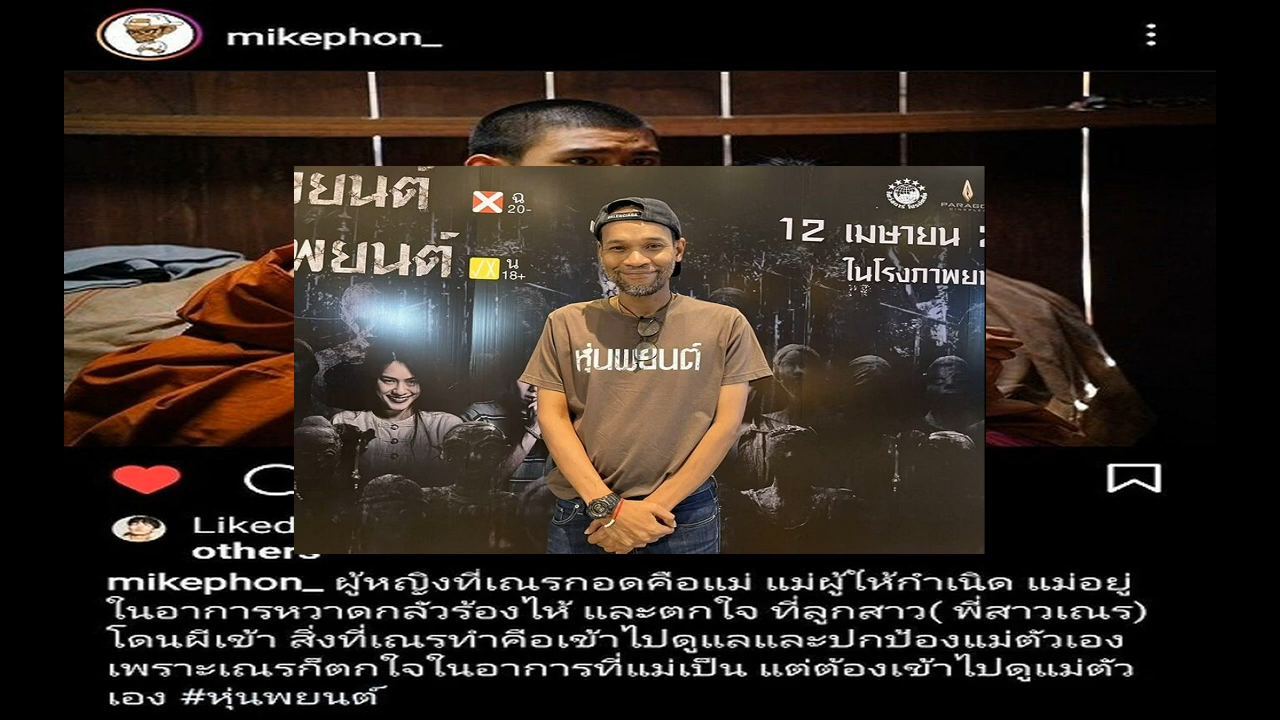 mikephon_
ยนต์
ฉ
20-
พยนต์
น
18+
12 เมษายน
ในโรงภาพย
BALENCIAGA
หุ่นพยนต์
Liked
others
mikephon_ ผู้หญิงที่เณรกอดคือแม่ แม่ผู้ให้กำเนิด แม่อยู่
ในอาการหวาดกลัวร้องไห้ และตกใจ ที่ลูกสาว( พี่สาวเณร)
โดนผีเข้า สิ่งที่เณรทำคือเข้าไปดูแลและปกป้องแม่ตัวเอง
เพราะเณรก็ตกใจในอาการที่แม่เป็น แต่ต้องเข้าไปดูแม่ตัว
เอง #หุ่นพยนต์